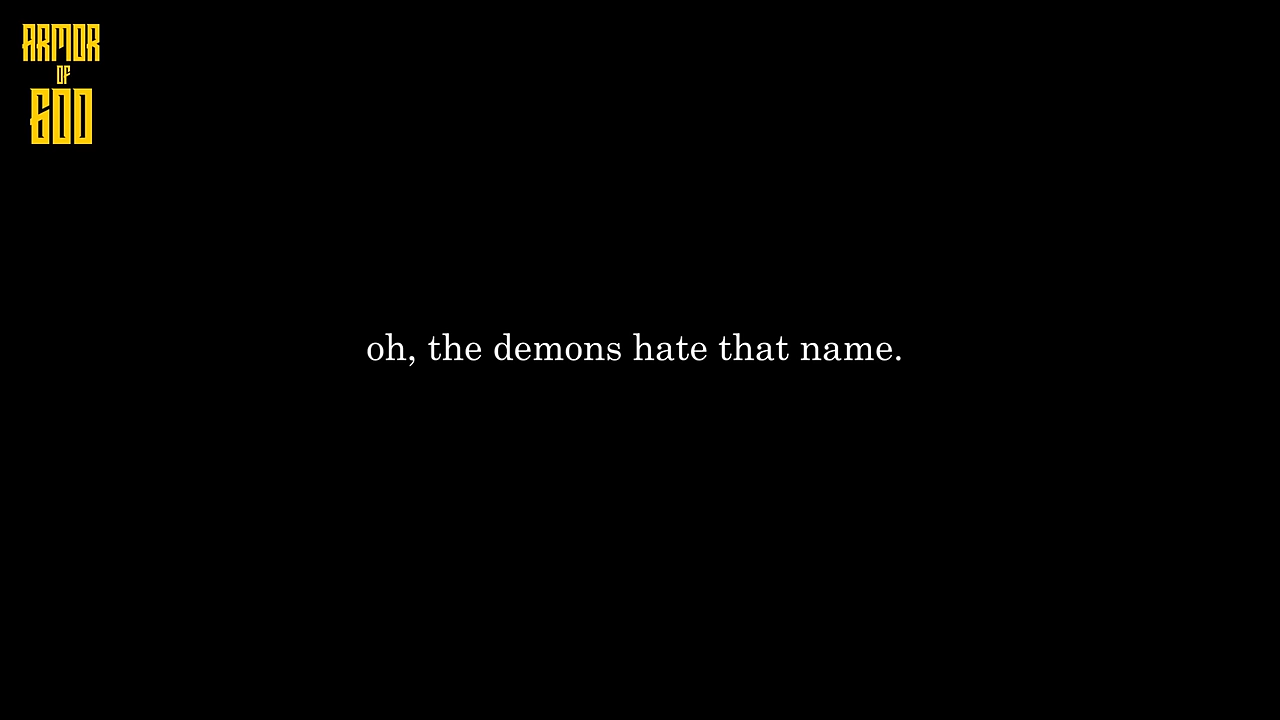 ARMOR
OF
GOD
oh, the demons hate that name.